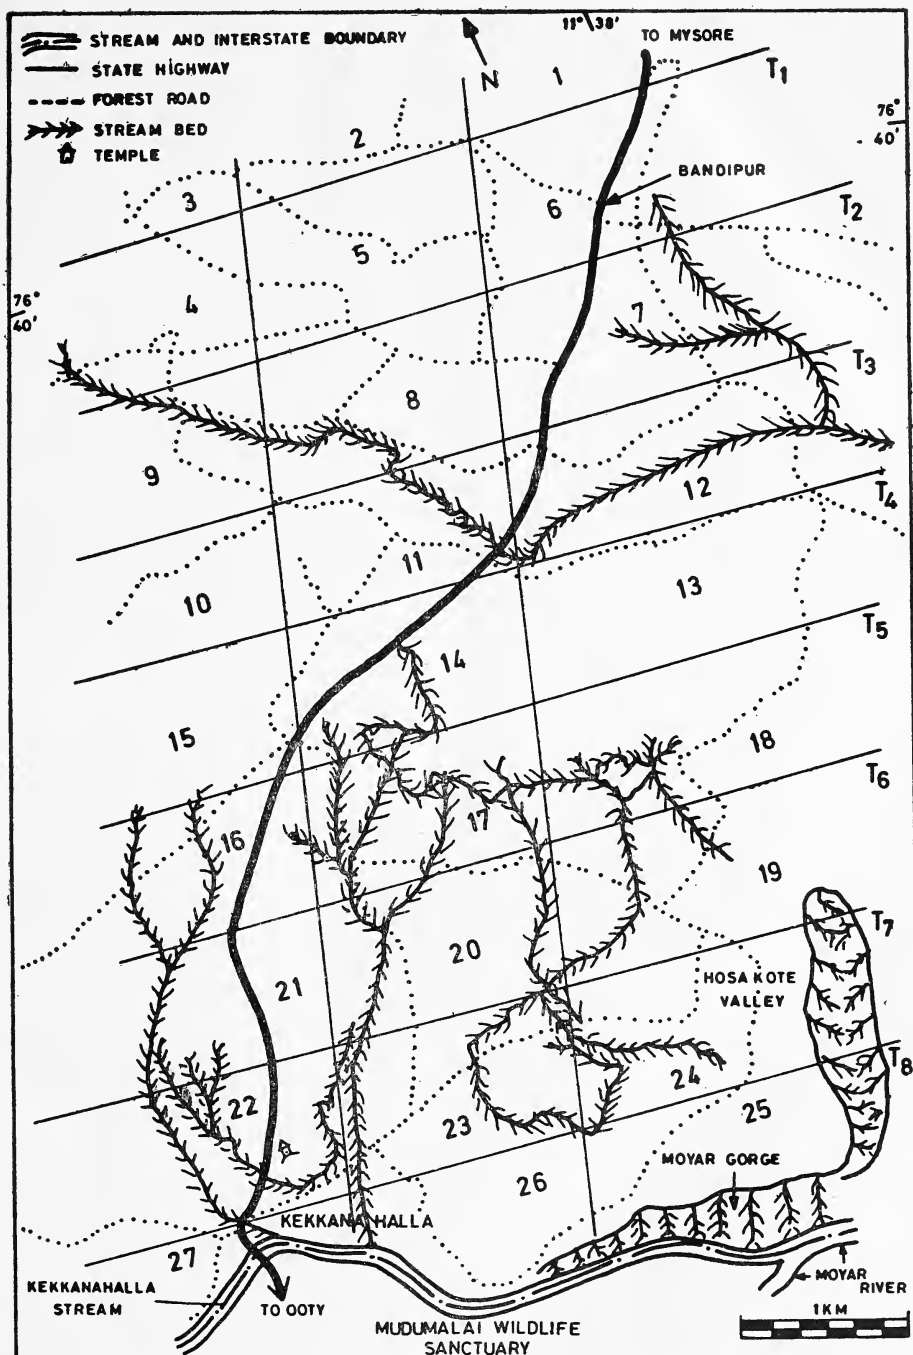 STREAM AND INTERSTATE BOUNDARY
STATE HIGHWAY
FOREST ROAD
STREAM BED
TEMPLE
N
11° 38'
TO MYSORE
76°
40'
76°
40'
BANDIPUR
T1
T2
T3
T4
T5
T6
T7
T8
1
2
3
4
5
6
7
8
9
10
11
12
13
14
15
16
17
18
19
20
21
22
23
24
25
26
27
HOSA KOTE
VALLEY
MOYAR GORGE
KEKKANA HALLA
KEKKANAHALLA
STREAM
TO OOTY
MOYAR
RIVER
1KM
MUDUMALAI WILDLIFE
SANCTUARY